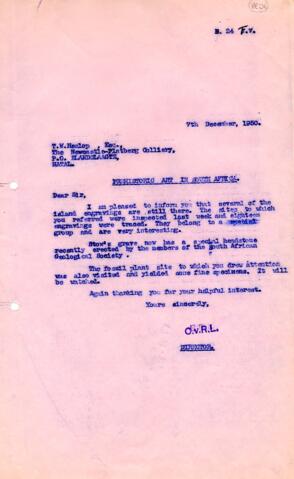 B. 24 F.V.
7th December, 1950.
T.W. Heslop Esq.,
The Newcastle-Platberg Colliery,
P.O. ELANDSLAAGTE,
NATAL.
PREHISTORIC ART IN SOUTH AFRICA.
Dear Sir,
I am pleased to inform you that several of the
island engravings are still there. The sites to which
you referred were inspected last week and eighteen
engravings were traced. They belong to a special
group and are very interesting.
Stow's grave now has a special headstone
recently erected by the members of the South African
Geological Society.
The fossil plant site to which you drew attention
was also visited and yielded some fine specimens. It will
be watched.
Again thanking you for your helpful interest.
Yours sincerely,
C.v.R.L.
DIRECTOR.